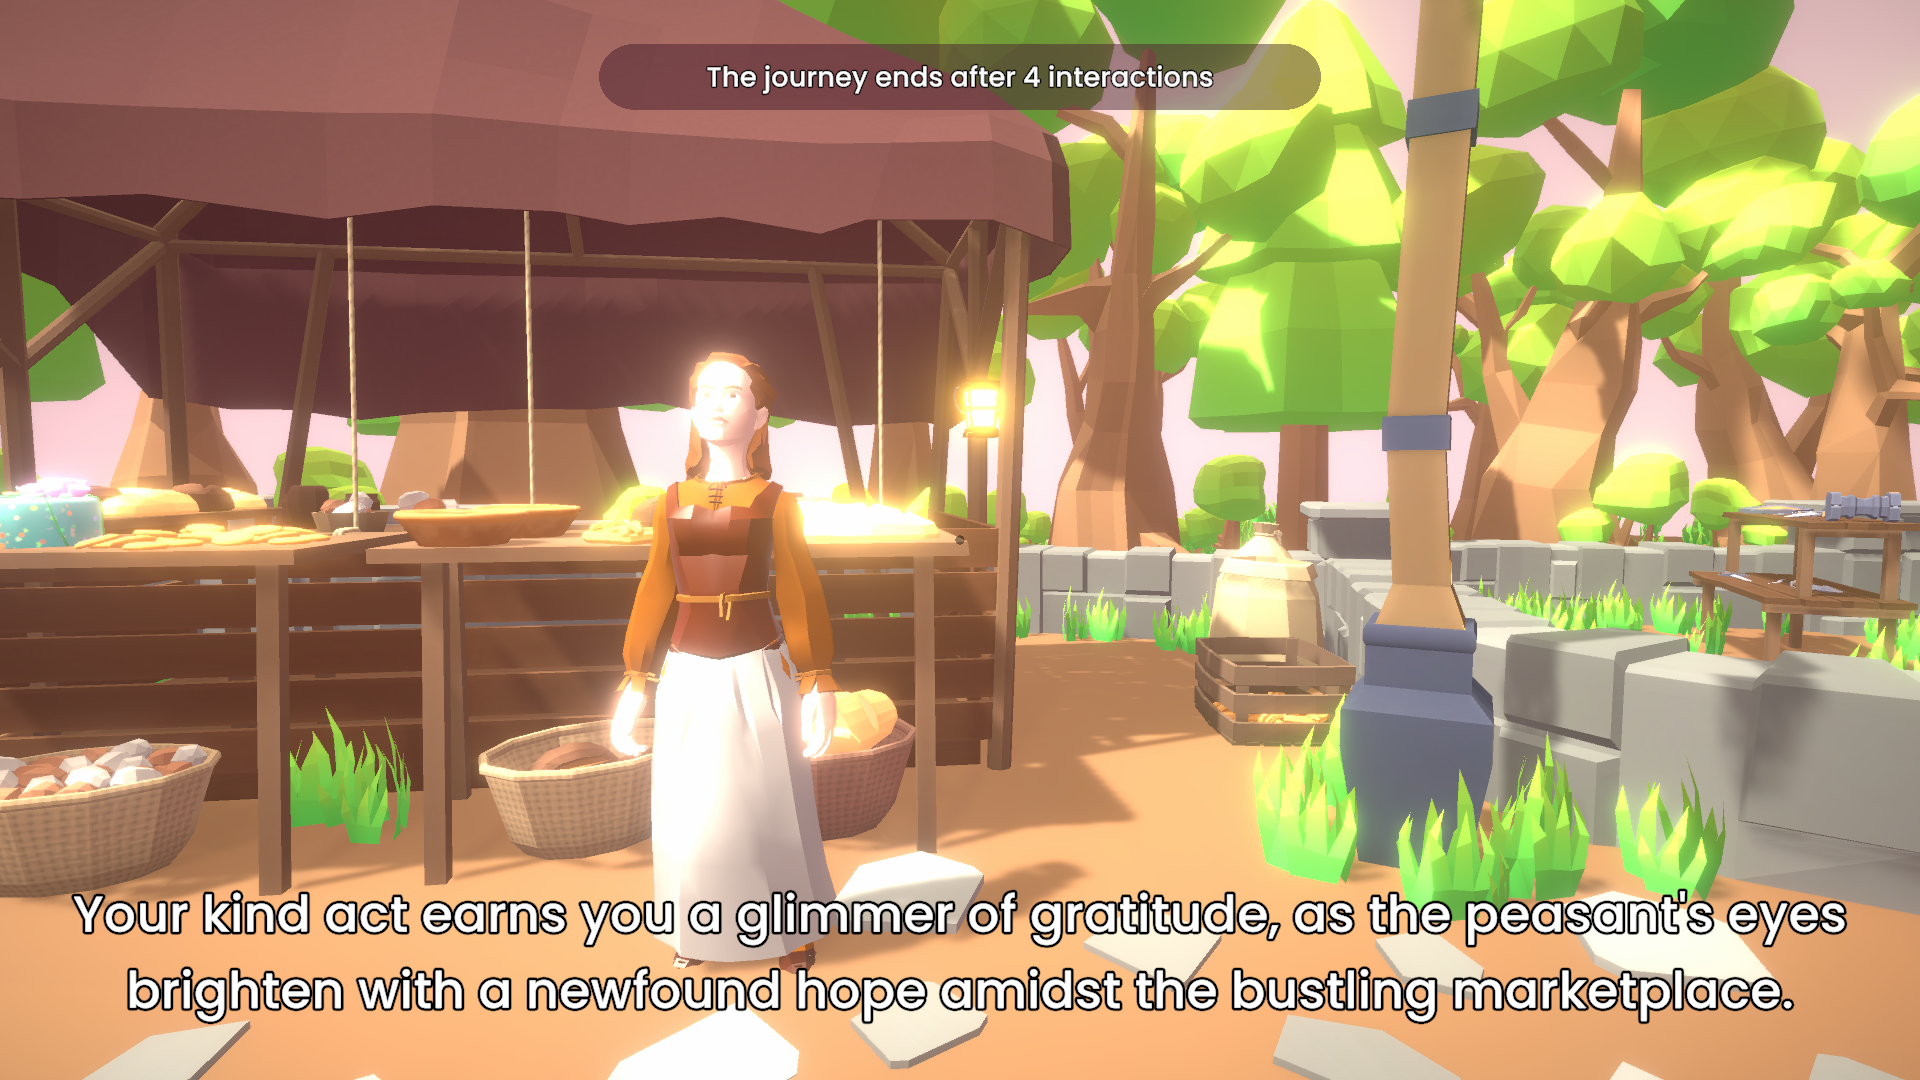 The journey ends after 4 interactions
Your kind act earns you a glimmer of gratitude, as the peasant's eyes
brighten with a newfound hope amidst the bustling marketplace.